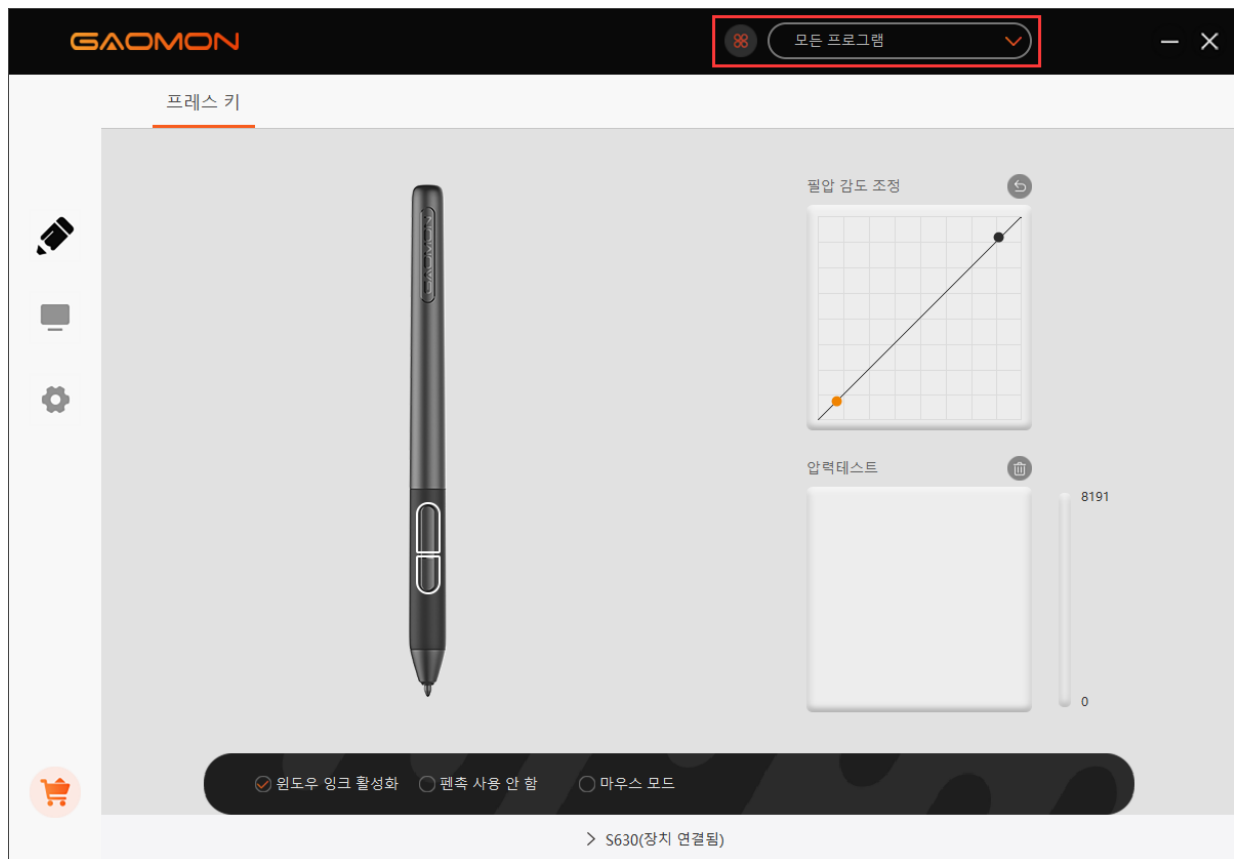 GAOMON
모든 프로그램
프레스 키
필압 감도 조정
GAOMON
압력테스트
8191
0
윈도우 잉크 활성화
펜촉 사용 안 함
마우스 모드
S630(장치 연결됨)